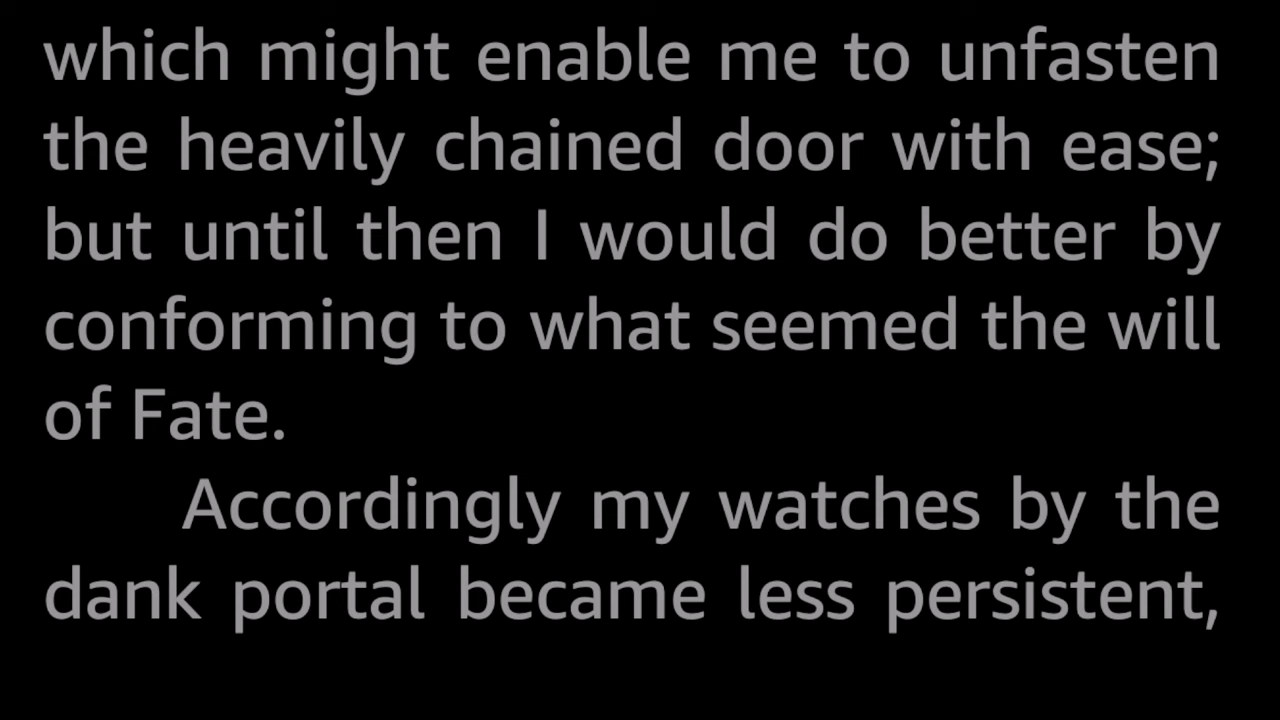 which might enable me to unfasten
the heavily chained door with ease;
but until then I would do better by
conforming to what seemed the will
of Fate.
Accordingly my watches by the
dank portal became less persistent,